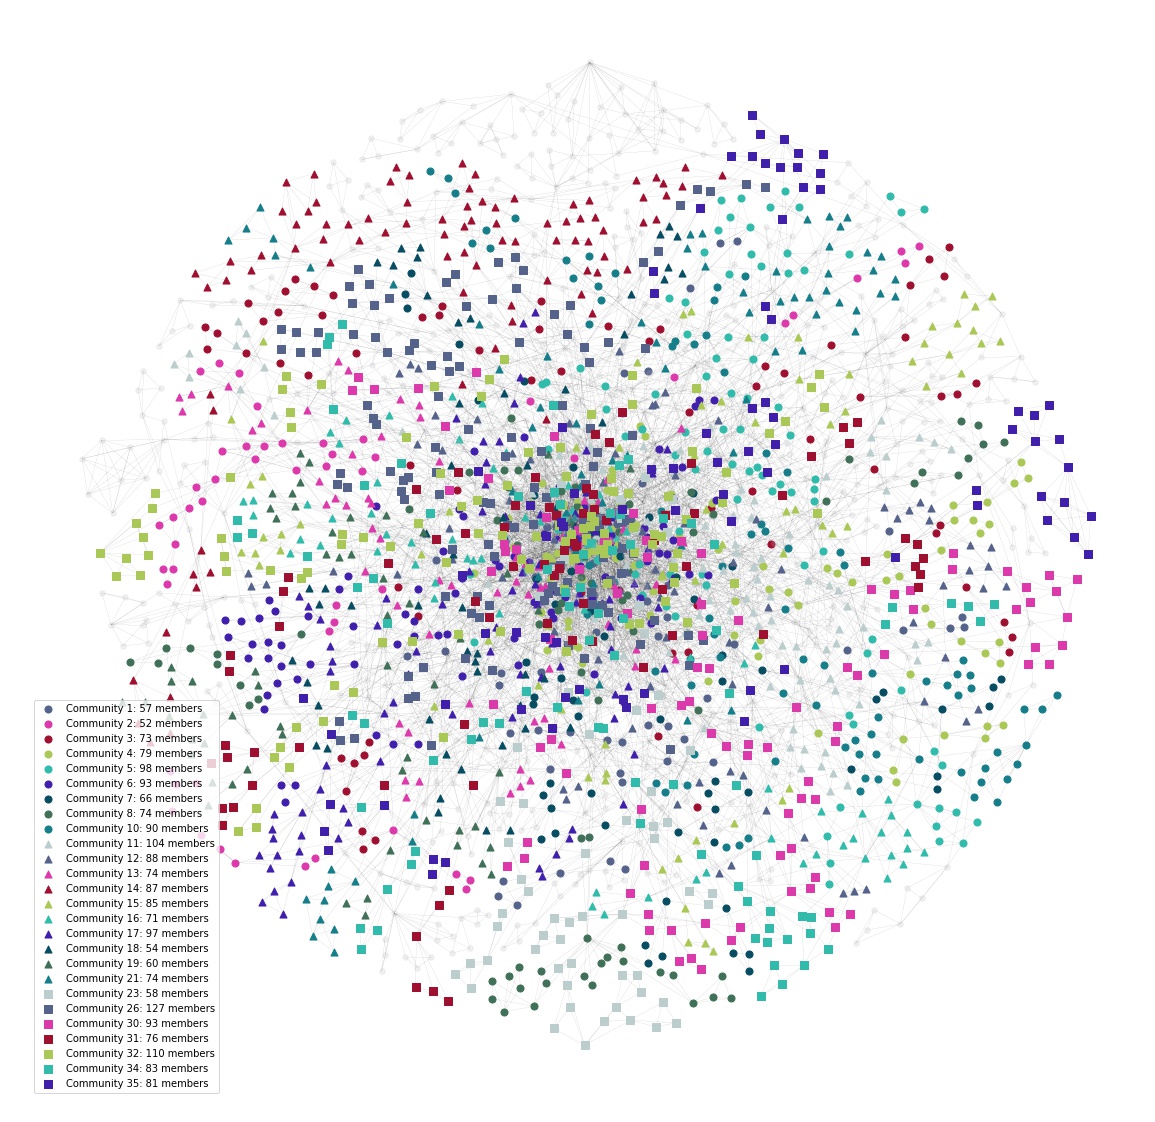 Community 1: 57 members
Community 2: 52 members
Community 3: 73 members
Community 4: 79 members
Community 5: 98 members
Community 6: 93 members
Community 7: 66 members
Community 8: 74 members
Community 10: 90 members
Community 11: 104 members
Community 12: 88 members
Community 13: 74 members
Community 14: 87 members
Community 15: 85 members
Community 16: 71 members
Community 17: 97 members
Community 18: 54 members
Community 19: 60 members
Community 21: 74 members
Community 23: 58 members
Community 26: 127 members
Community 30: 93 members
Community 31: 76 members
Community 32: 110 members
Community 34: 83 members
Community 35: 81 members